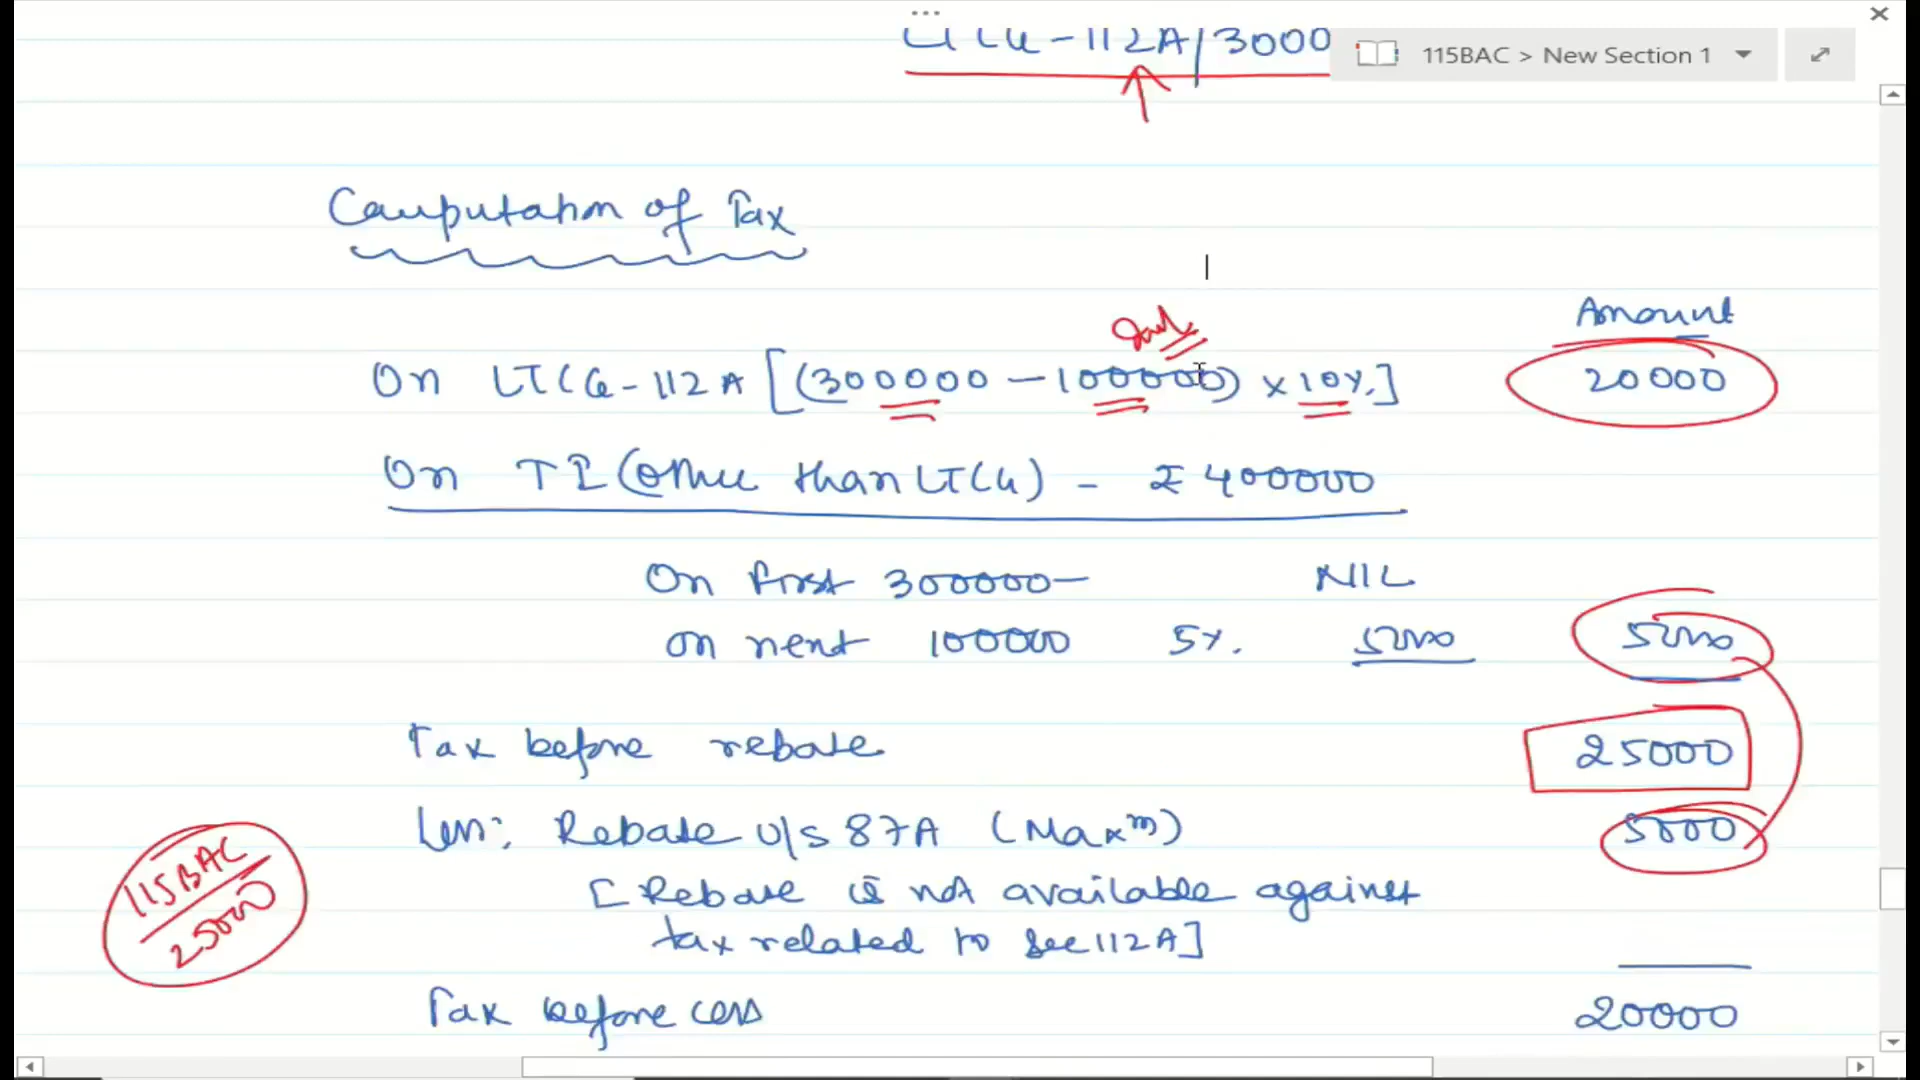 LTCG-112A/3000
115BAC > New Section 1
Computation of Tax
Amount
On LTCG-112A [(300000-100000) x 10%] 20000
On TI (other than LTCG) - ₹ 400000
On first 300000- NIL
on next 100000 5%. 5000 5000
Tax before rebate 25000
Less: Rebate U/s 87A (Maxm) 5000
[Rebate is not available against
tax related to Sec 112A]
115BAC
25000
Tax before cess 20000